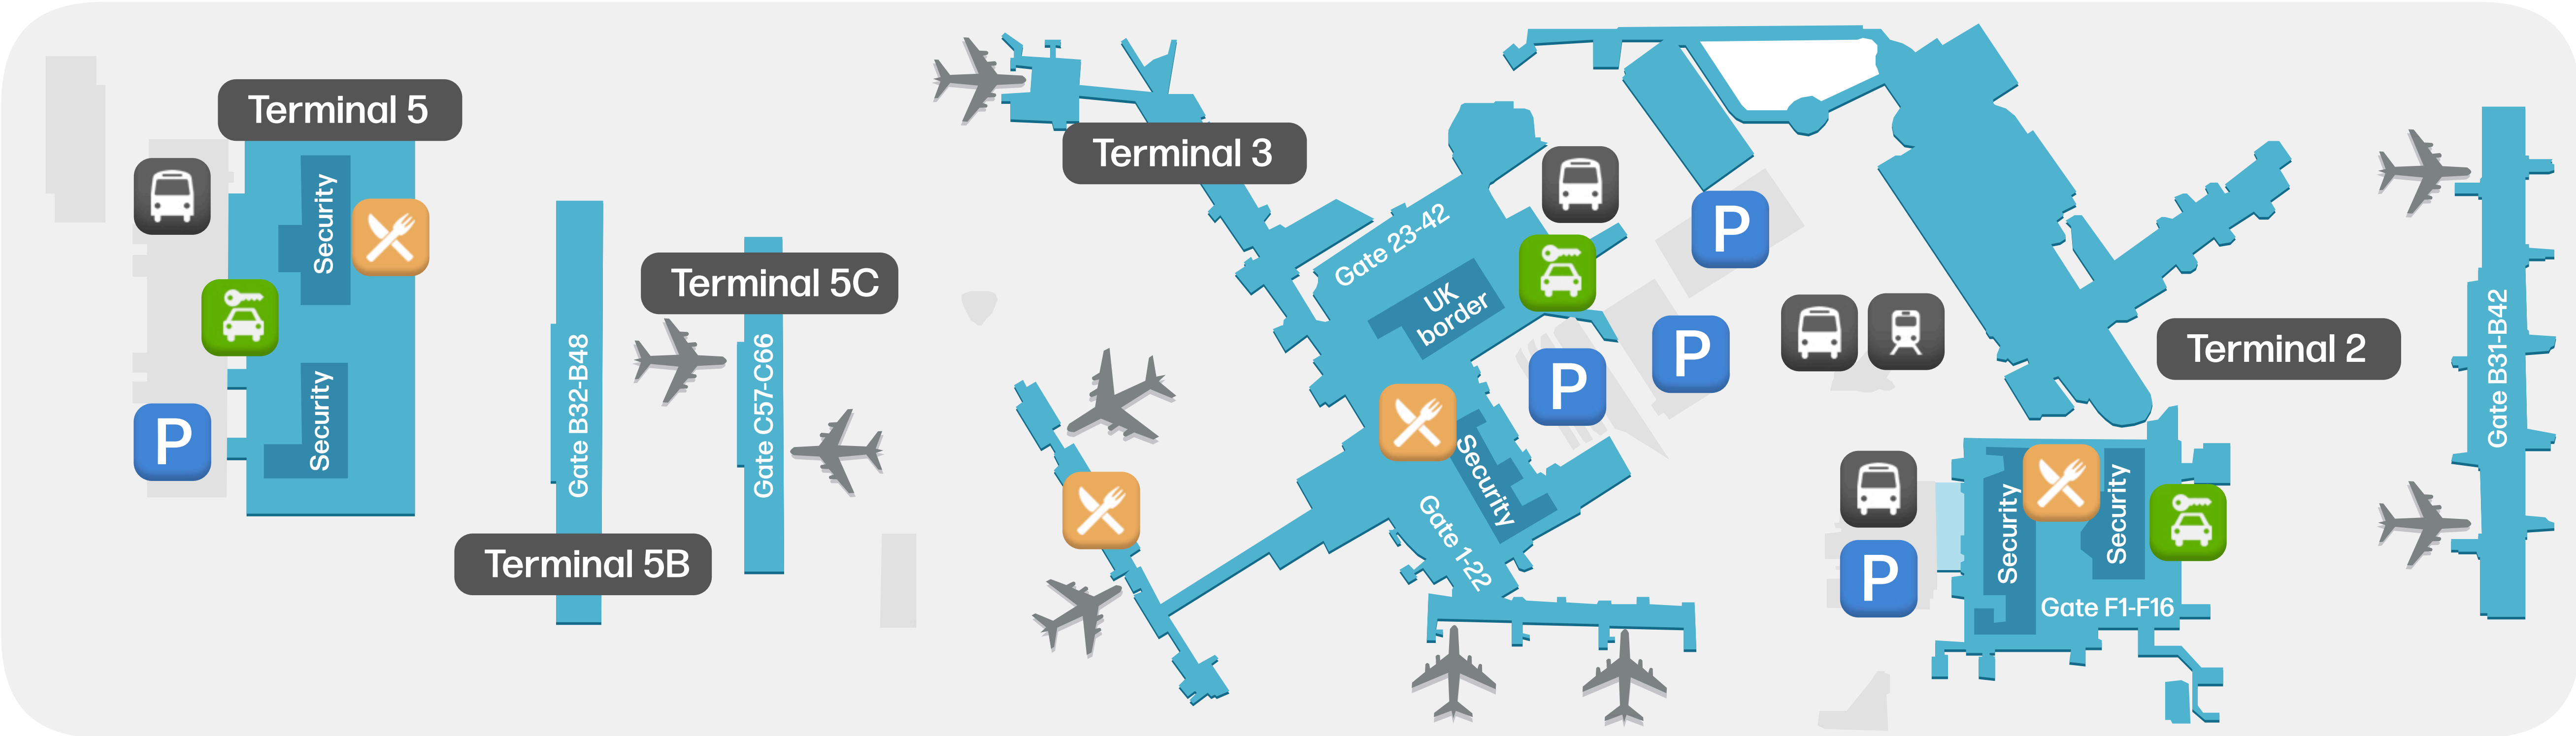 Terminal 5
Security
Security
P
Gate B32-B48
Terminal 5B
Terminal 5C
Gate C57-C66
Terminal 3
Gate 23-42
UK
border
Security
Gate 1-22
P
P
P
Terminal 2
P
Security
Security
Gate F1-F16
Gate B31-B42